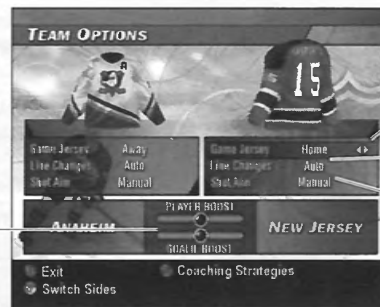 TEAM OPTIONS
15
Game Jersey Away
Line Changes Auto
Shot Aim Manual
Game Jersey Home
Line Changes Auto
Shot Aim Manual
PLAYER BOOST
ANAHEIM
NEW JERSEY
GOALIE BOOST
Exit
Coaching Strategies
Switch Sides